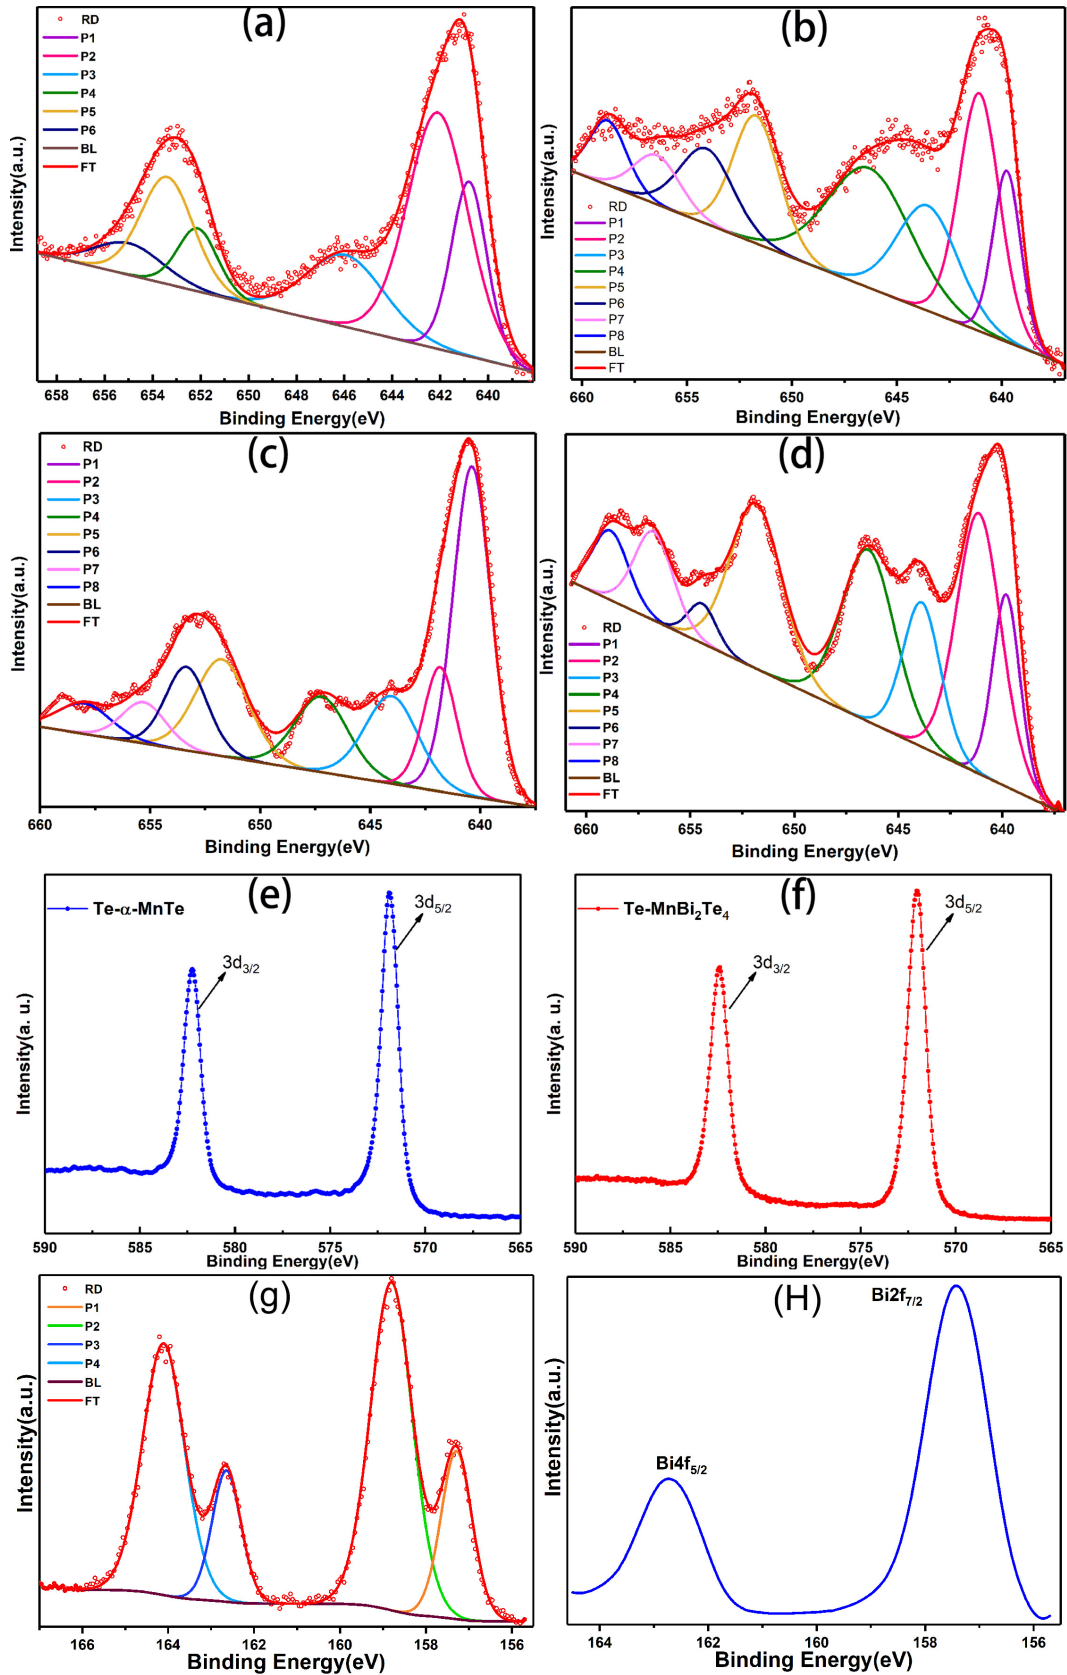 (a)
RD
P1
P2
P3
P4
P5
P6
BL
FT
Intensity(a.u.)
658 656 654 652 650 648 646 644 642 640
Binding Energy(eV)
(b)
RD
P1
P2
P3
P4
P5
P6
P7
P8
BL
FT
Intensity(a.u.)
660 655 650 645 640
Binding Energy(eV)
(c)
RD
P1
P2
P3
P4
P5
P6
P7
P8
BL
FT
Intensity(a.u.)
660 655 650 645 640
Binding Energy(eV)
(d)
RD
P1
P2
P3
P4
P5
P6
P7
P8
BL
FT
Intensity(a.u.)
660 655 650 645 640
Binding Energy(eV)
(e)
Te-α-MnTe
3d5/2
3d3/2
Intensity(a. u.)
590 585 580 575 570 565
Binding Energy(eV)
(f)
Te-MnBi2Te4
3d5/2
3d3/2
Intensity(a. u.)
590 585 580 575 570 565
Binding Energy(eV)
(g)
RD
P1
P2
P3
P4
BL
FT
Intensity(a.u.)
166 164 162 160 158 156
Binding Energy(eV)
(H)
Bi2f7/2
Bi4f5/2
Intensity(a.u.)
164 162 160 158 156
Binding Energy(eV)